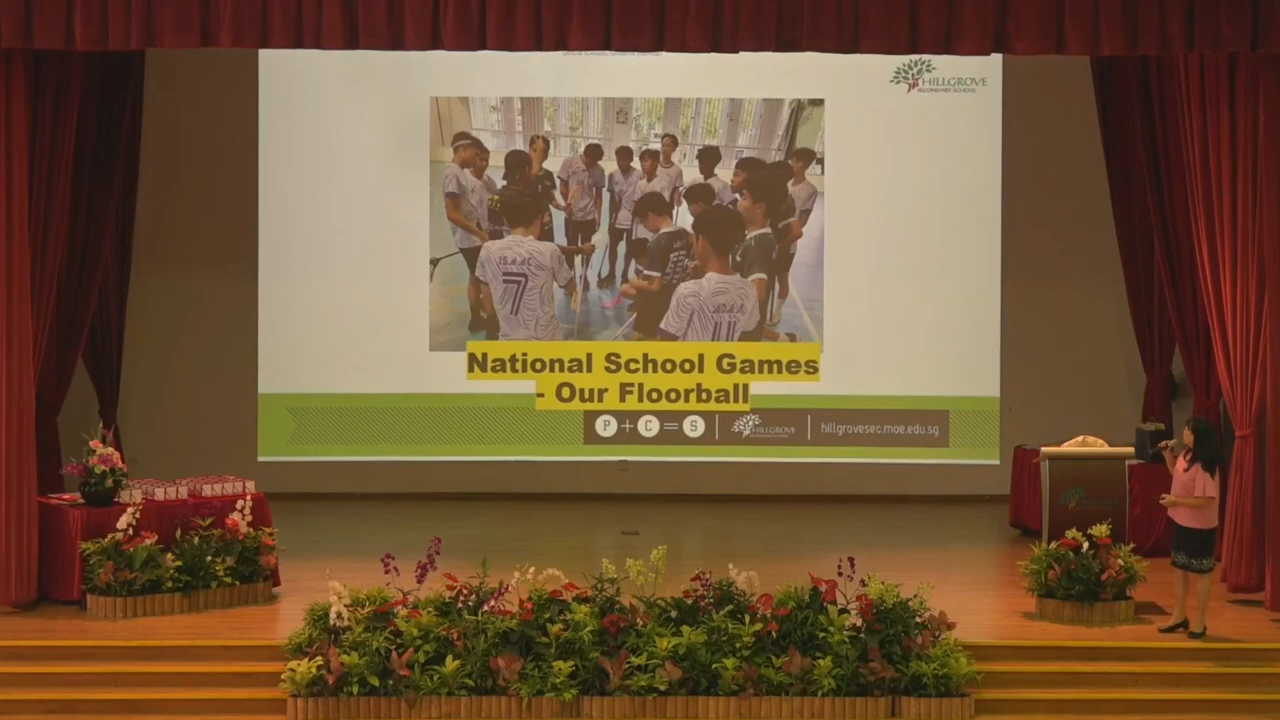 HILLGROVE
SECONDARY SCHOOL
ISAAC
7
National School Games
- Our Floorball
P + C = S
HILLGROVE
hillgrovesec.moe.edu.sg